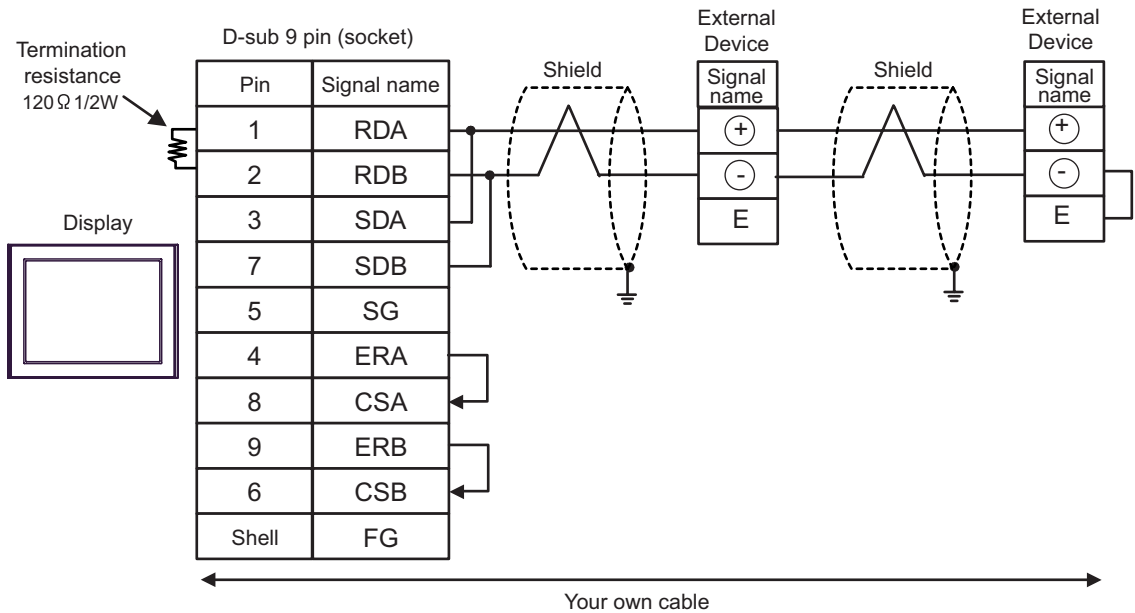 Termination
resistance
120 Ω 1/2W
Display
D-sub 9 pin (socket)
Pin Signal name
1 RDA
2 RDB
3 SDA
7 SDB
5 SG
4 ERA
8 CSA
9 ERB
6 CSB
Shell FG
Shield
External
Device
Signal
name
+
-
E
Shield
External
Device
Signal
name
+
-
E
Your own cable